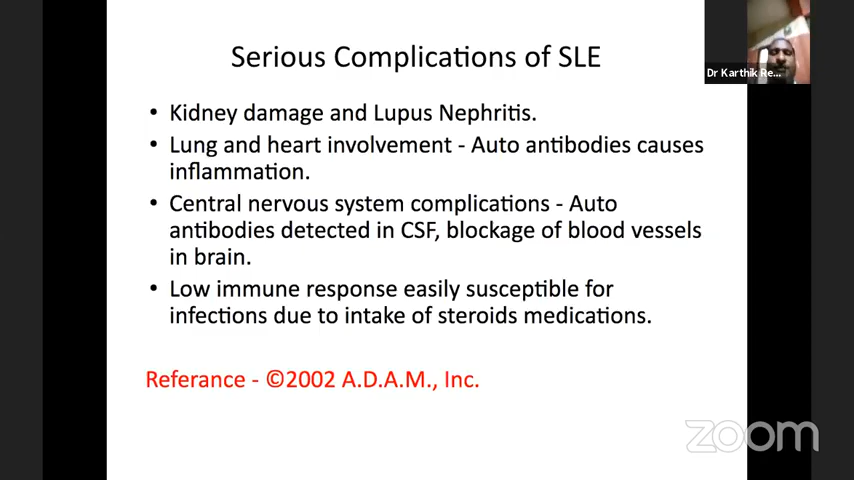 Serious Complications of SLE
Dr Karthik Re...
• Kidney damage and Lupus Nephritis.
• Lung and heart involvement - Auto antibodies causes
inflammation.
• Central nervous system complications - Auto
antibodies detected in CSF, blockage of blood vessels
in brain.
• Low immune response easily susceptible for
infections due to intake of steroids medications.
Referance - ©2002 A.D.A.M., Inc.
zoom